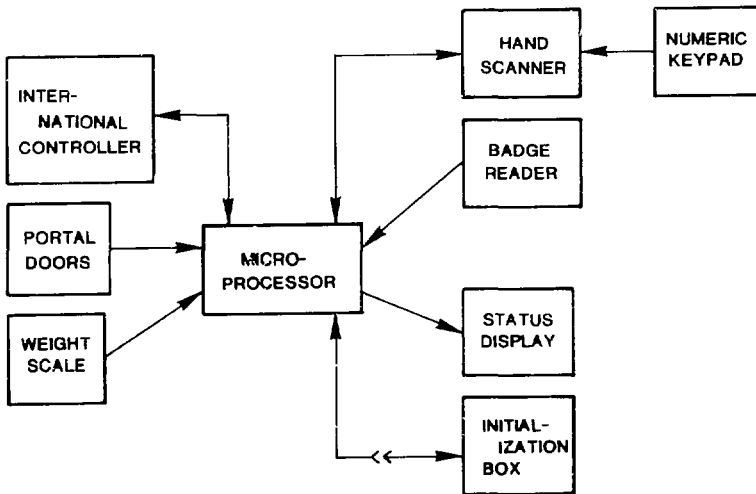 HAND
SCANNER
NUMERIC
KEYPAD
INTER-
NATIONAL
CONTROLLER
BADGE
READER
PORTAL
DOORS
MICRO-
PROCESSOR
WEIGHT
SCALE
STATUS
DISPLAY
INITIAL-
IZATION
BOX